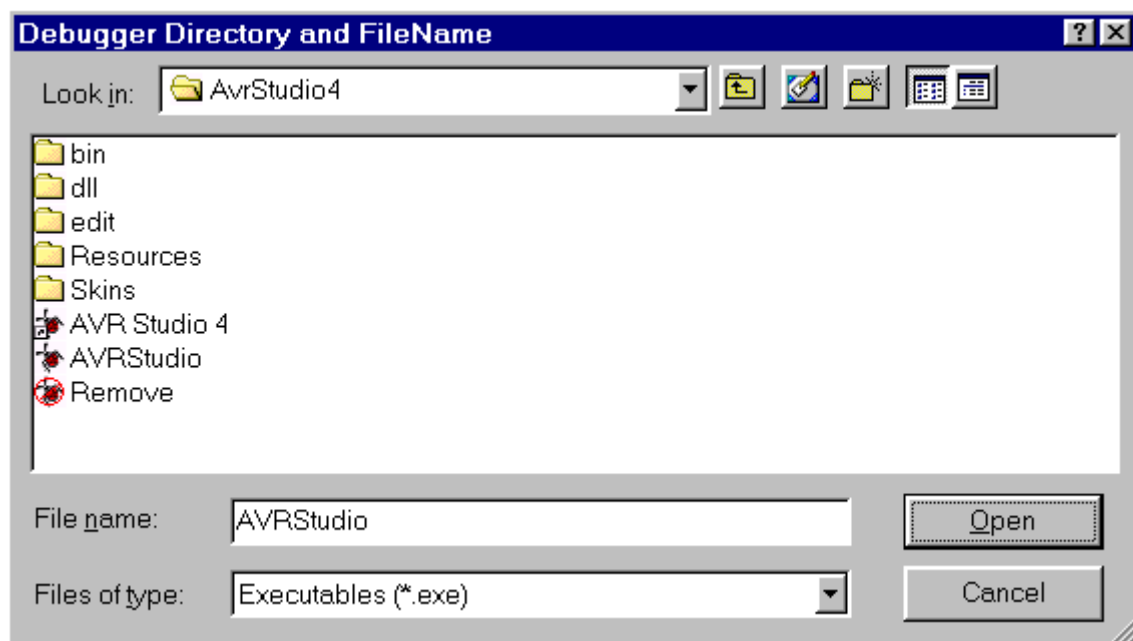 Debugger Directory and FileName
Look in: AvrStudio4
bin
dll
edit
Resources
Skins
AVR Studio 4
AVRStudio
Remove
File name: AVRStudio Open
Files of type: Executables (*.exe) Cancel